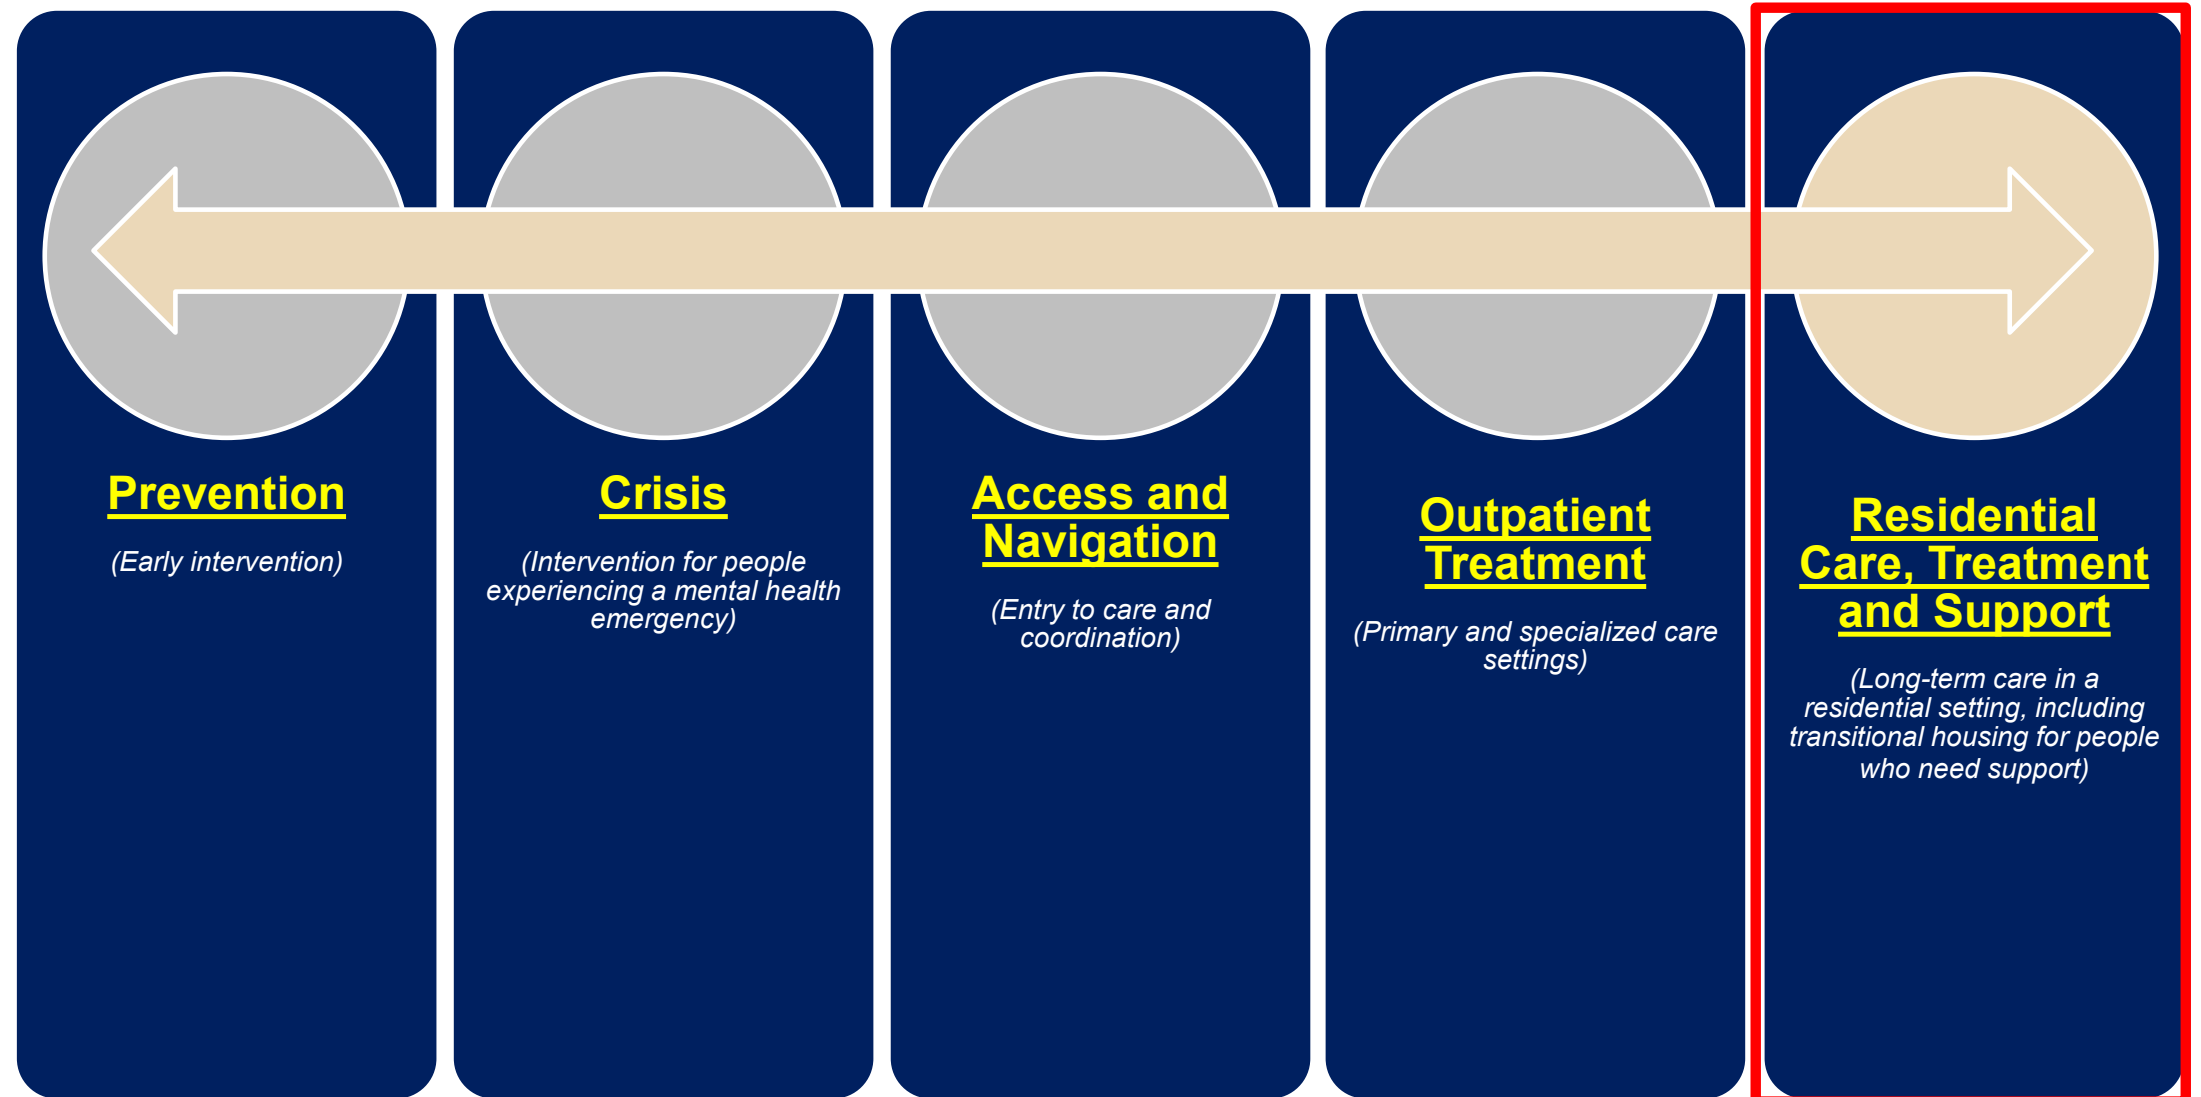 Prevention
(Early intervention)
Crisis
(Intervention for people
experiencing a mental health
emergency)
Access and
Navigation
(Entry to care and
coordination)
Outpatient
Treatment
(Primary and specialized care
settings)
Residential
Care, Treatment
and Support
(Long-term care in a
residential setting, including
transitional housing for people
who need support)